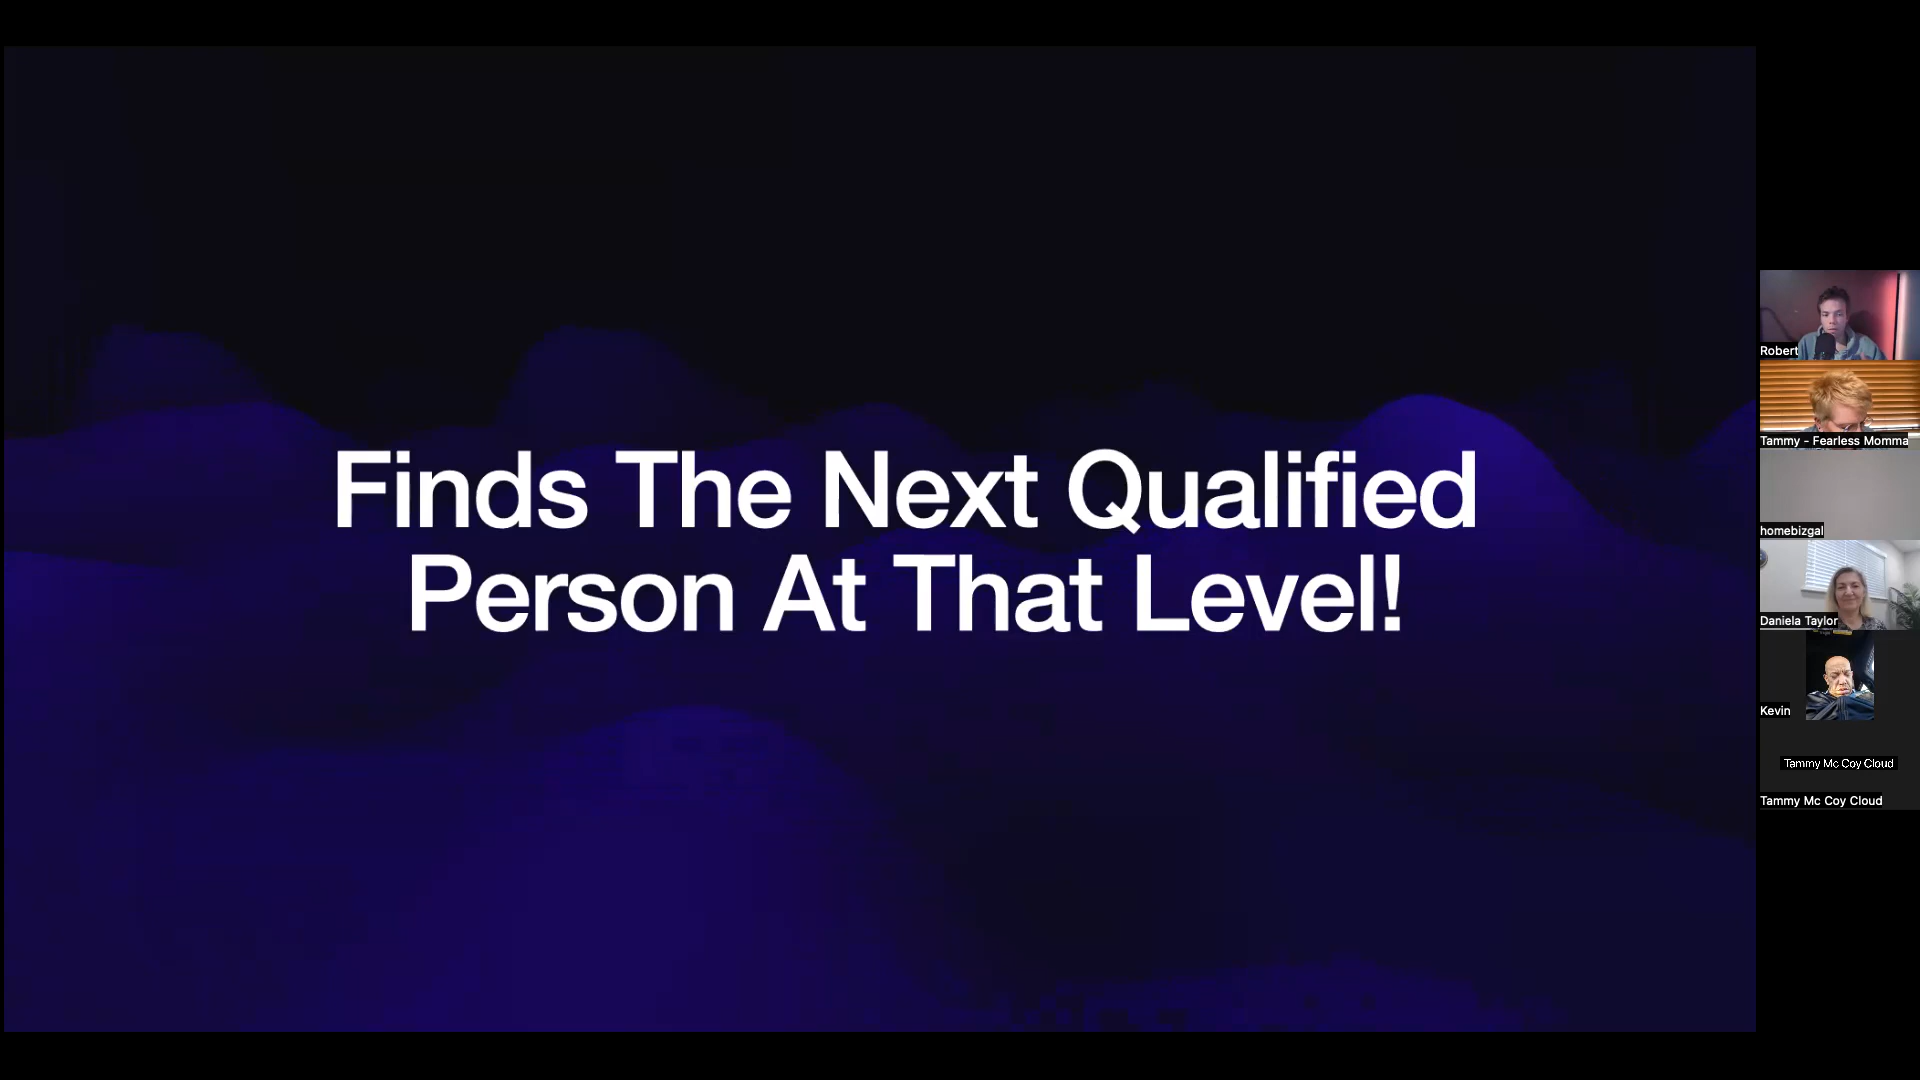 Finds The Next Qualified
Person At That Level!
Robert
Tammy - Fearless Momma
homebizgal
Daniela Taylor
Kevin
Tammy Mc Coy Cloud
Tammy Mc Coy Cloud